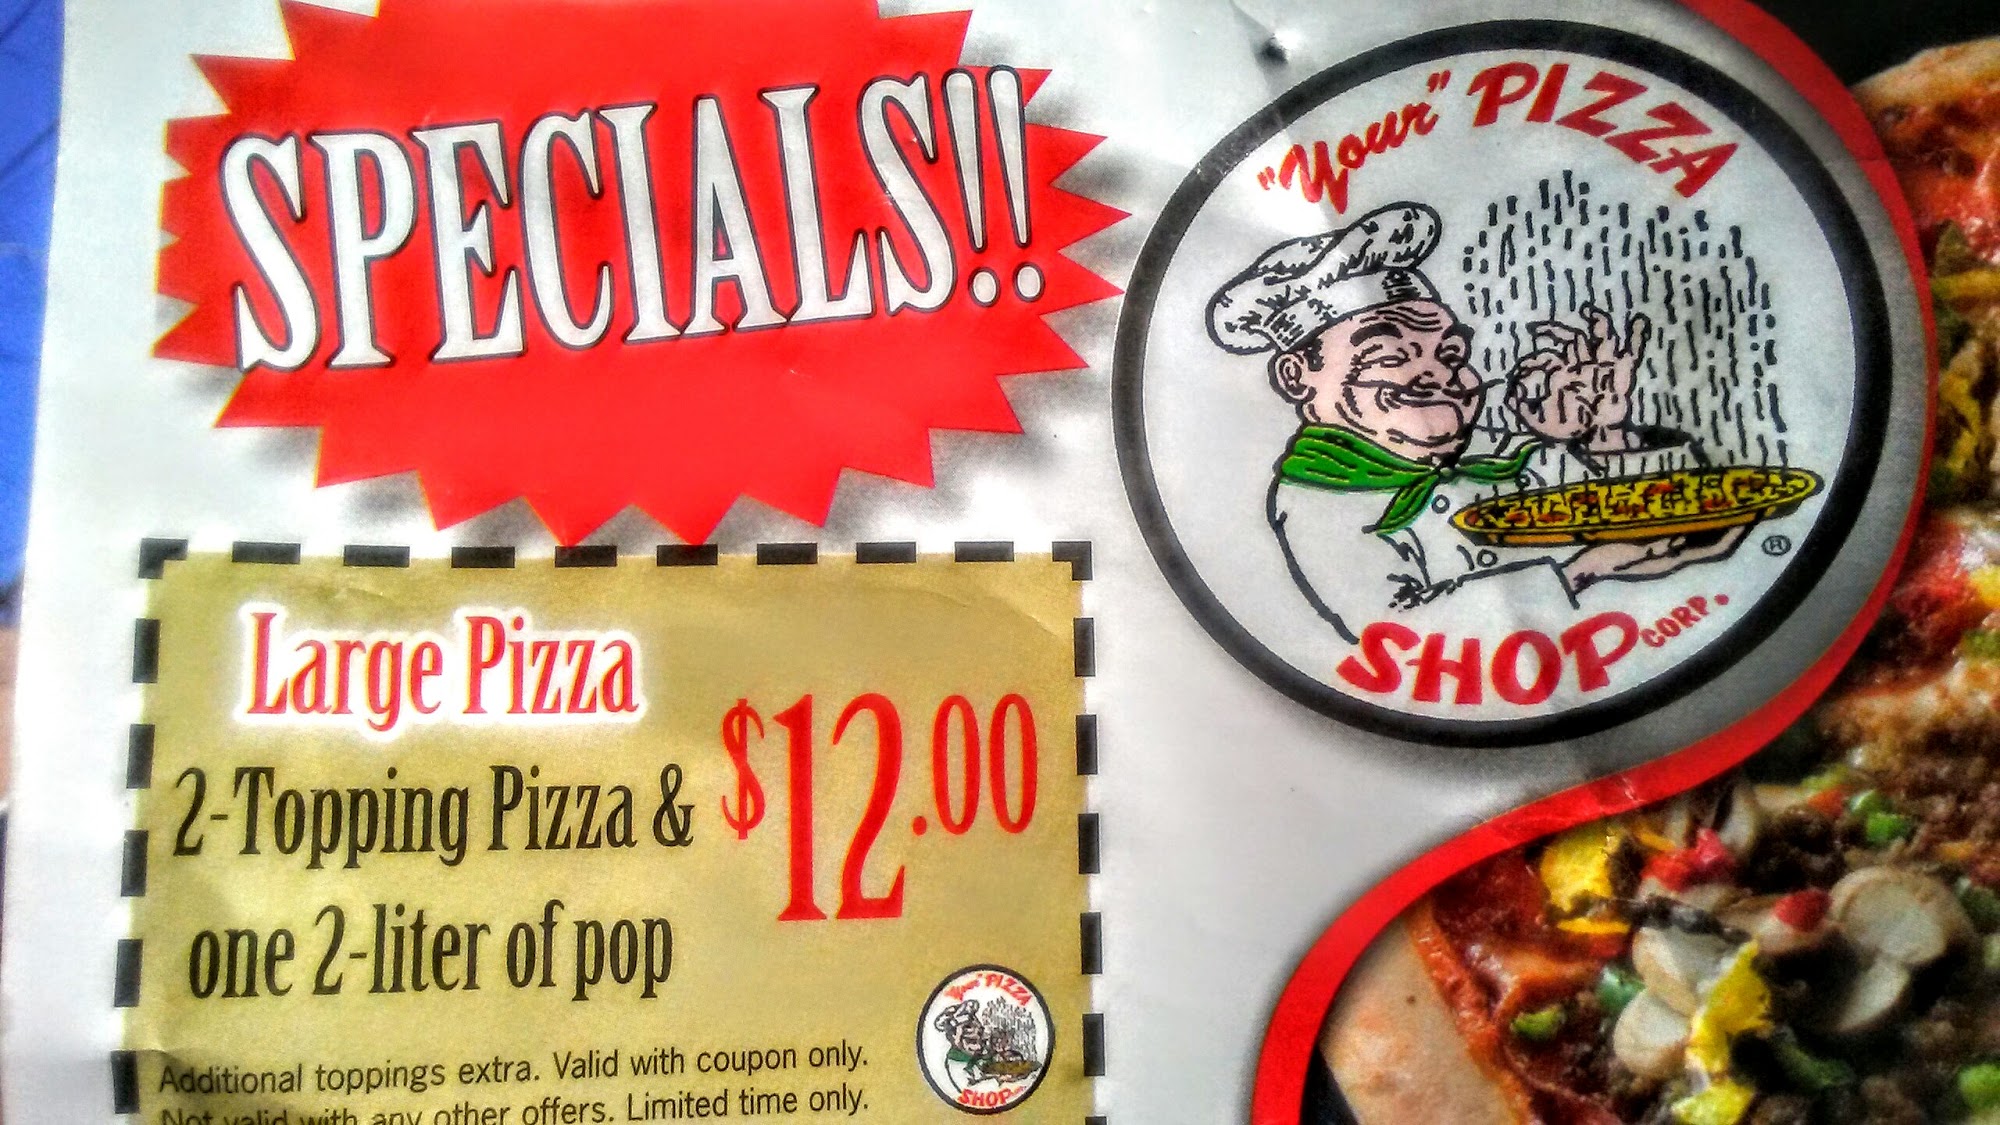 SPECIALS!!
"Your" PIZZA
SHOP CORP.
®
Large Pizza
2-Topping Pizza &
one 2-liter of pop
$12.00
Additional toppings extra. Valid with coupon only.
Not valid with any other offers. Limited time only.
"Your" PIZZA
SHOP